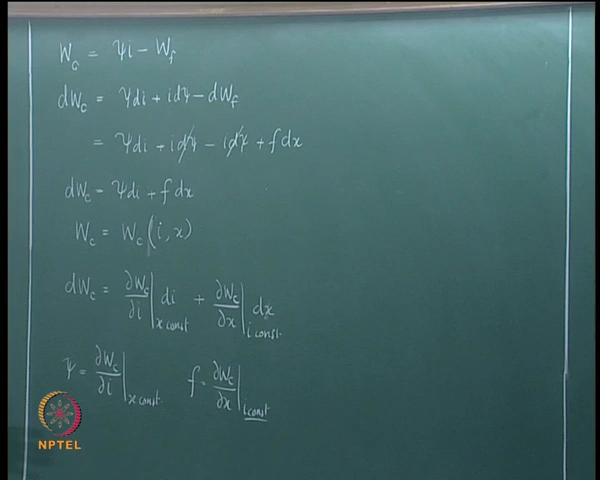 W_c = Ψi − W_f
dW_c = Ψdi + idΨ − dW_f
= Ψdi + idΨ − idΨ + fdx
dW_c = Ψdi + fdx
W_c = W_c (i, x)
dW_c = ∂W_c/∂i |x const di + ∂W_c/∂x |i const. dx
Ψ = ∂W_c/∂i |x const. f = ∂W_c/∂x |i const
NPTEL